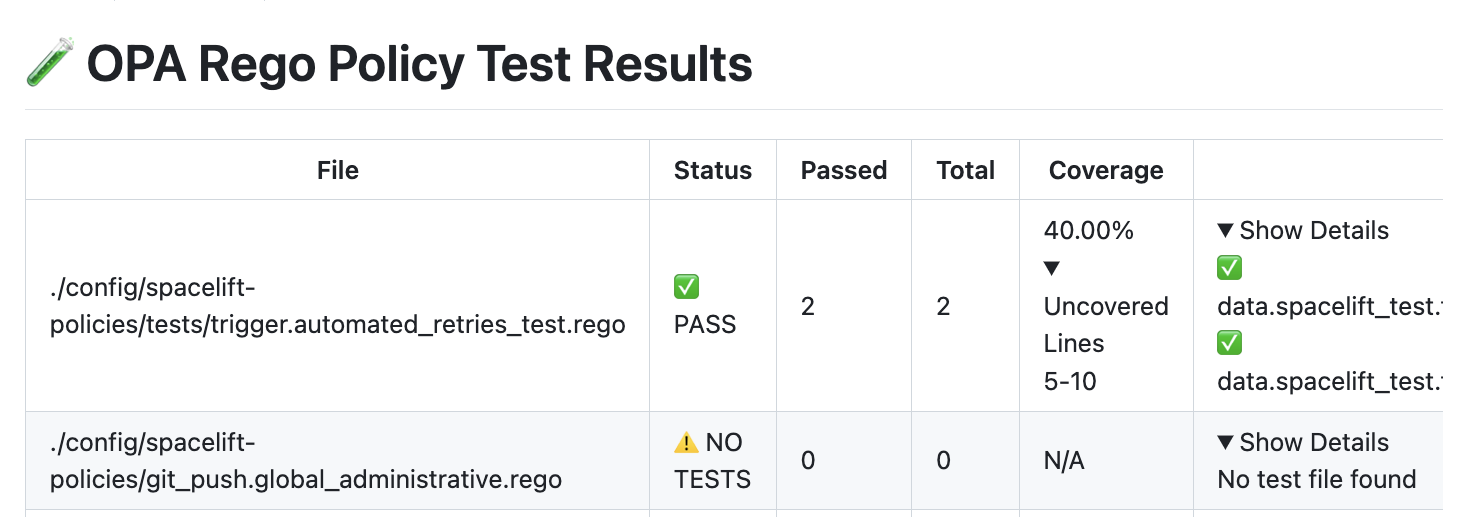 🧪 OPA Rego Policy Test Results
File Status Passed Total Coverage
./config/spacelift-
policies/tests/trigger.automated_retries_test.rego
✅
PASS
2
2
40.00%
▼
Uncovered
Lines
5-10
▼ Show Details
✅
data.spacelift_test.
✅
data.spacelift_test.
./config/spacelift-
policies/git_push.global_administrative.rego
⚠️ NO
TESTS
0
0
N/A
▼ Show Details
No test file found